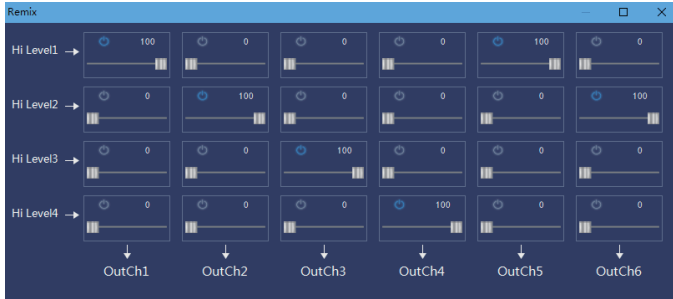 Remix
Hi Level1 100 0 0 0 100 0
Hi Level2 0 100 0 0 0 100
Hi Level3 0 0 100 0 0 0
Hi Level4 0 0 0 100 0 0
OutCh1 OutCh2 OutCh3 OutCh4 OutCh5 OutCh6